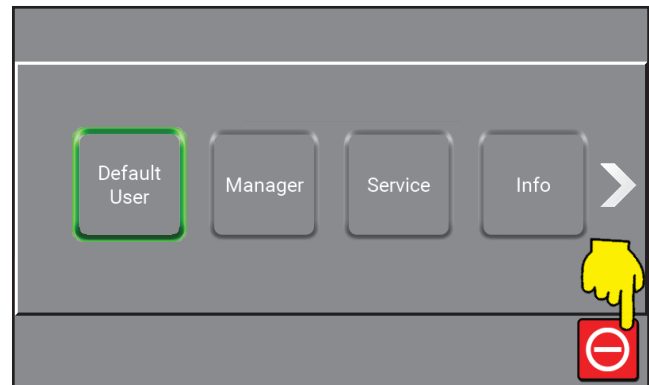 Default
User
Manager
Service
Info